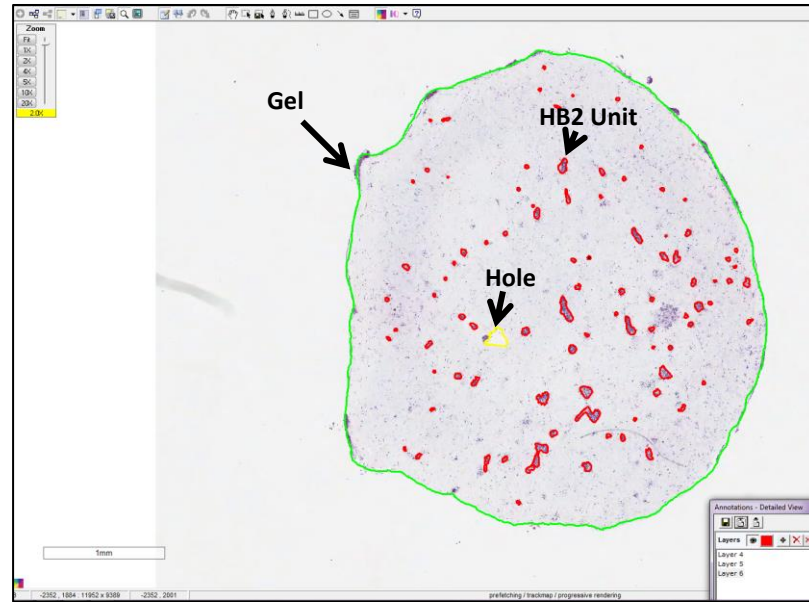 Zoom
Fit
1X
2X
4X
5X
10X
20X
2.0X
Gel
HB2 Unit
Hole
1mm
Annotations - Detailed View
Layers
Layer 4
Layer 5
Layer 6
-2352, 1884 : 11952 x 9389
-2352, 2001
prefetching / trackmap / progressive rendering